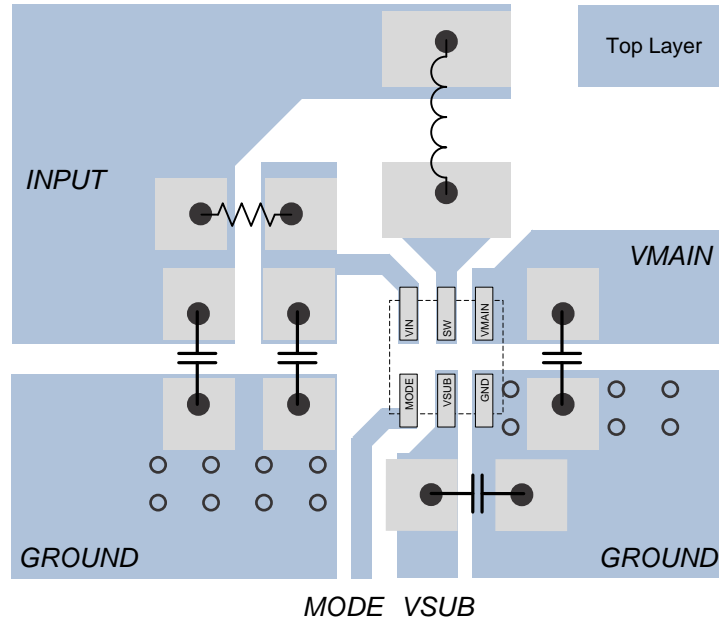 Top Layer
INPUT
VMAIN
VIN
SW
VMAIN
MODE
VSUB
GND
GROUND
GROUND
MODE
VSUB